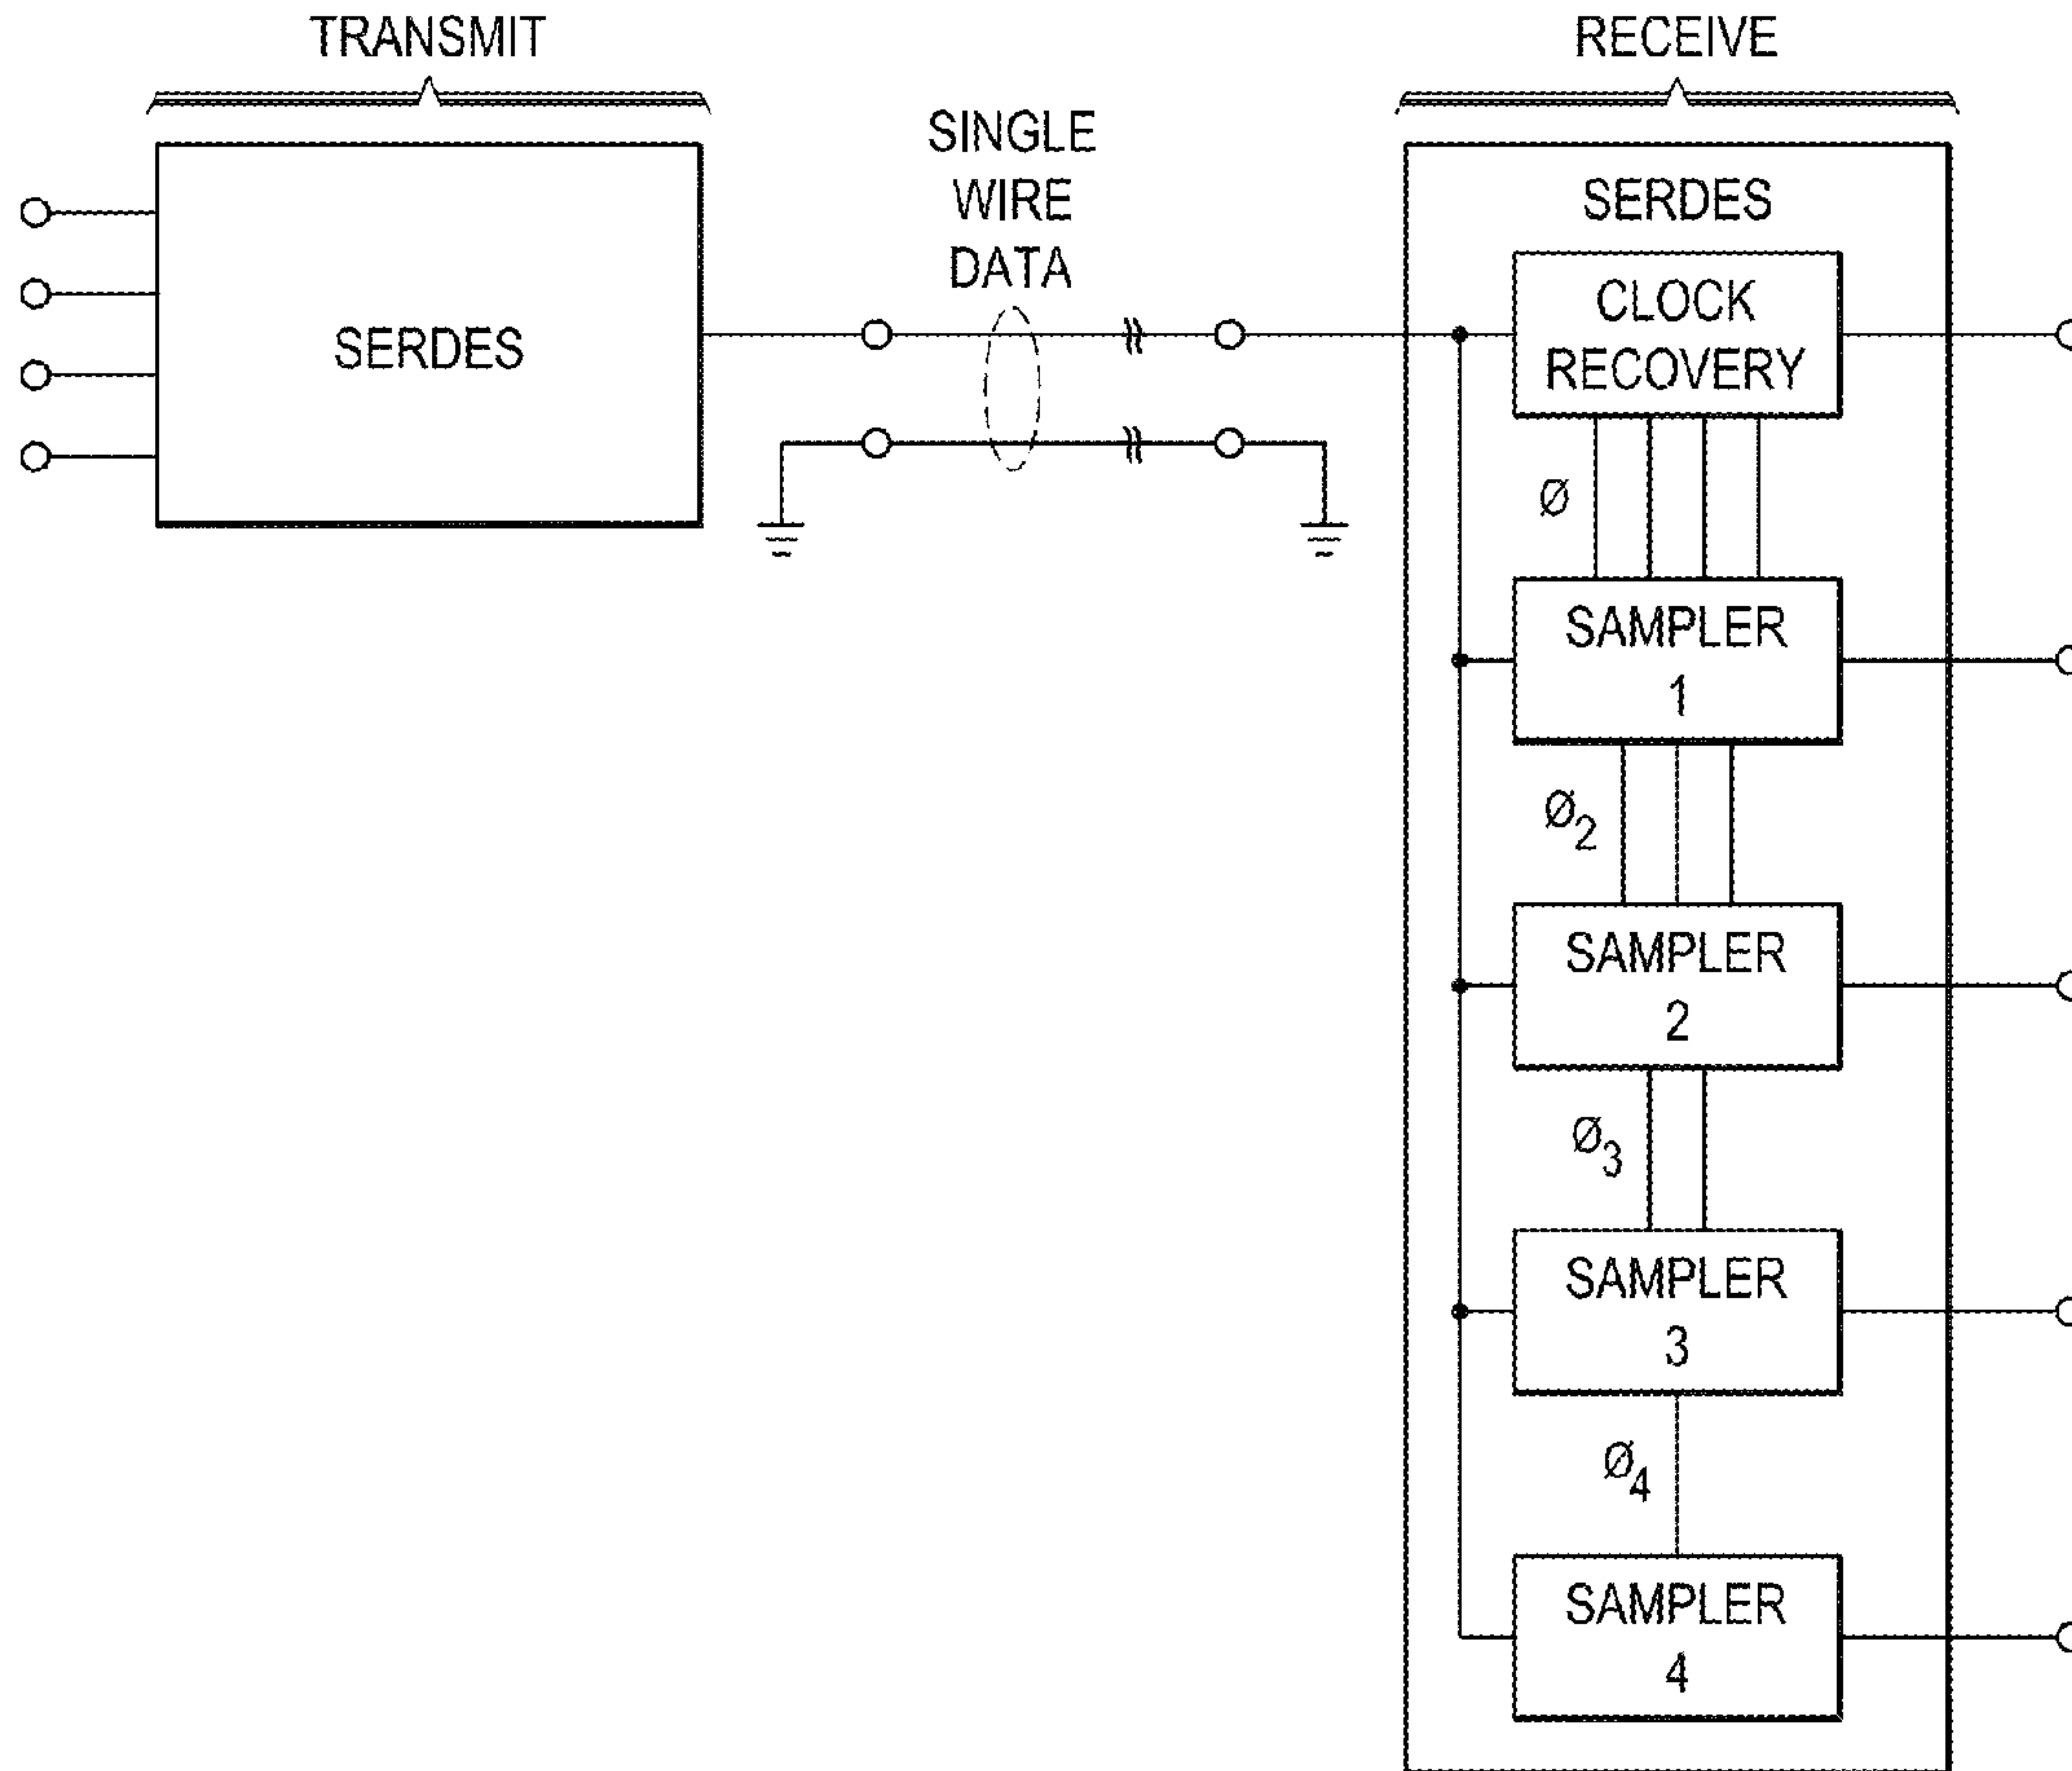 TRANSMIT
RECEIVE
SINGLE
WIRE
DATA
SERDES
SERDES
CLOCK
RECOVERY
Ø
SAMPLER
1
Ø2
SAMPLER
2
Ø3
SAMPLER
3
Ø4
SAMPLER
4